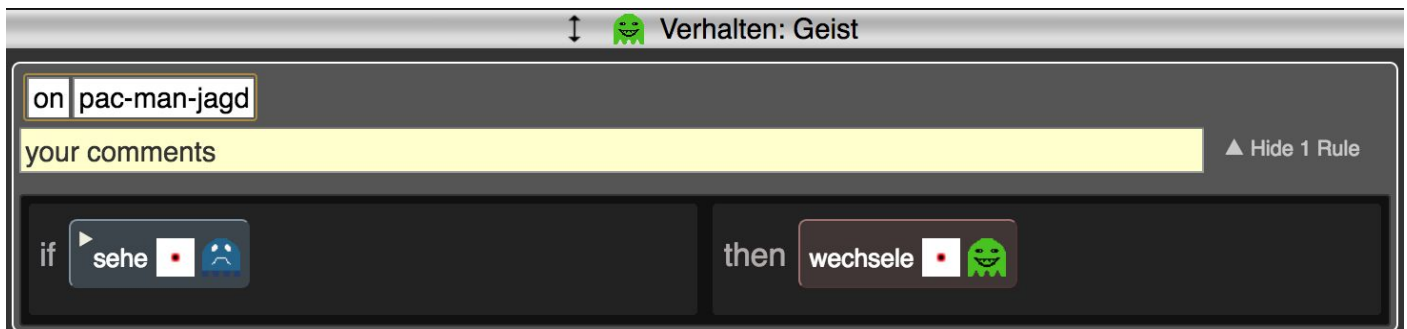 Verhalten: Geist
on pac-man-jagd
your comments
▲ Hide 1 Rule
if sehe then wechsele